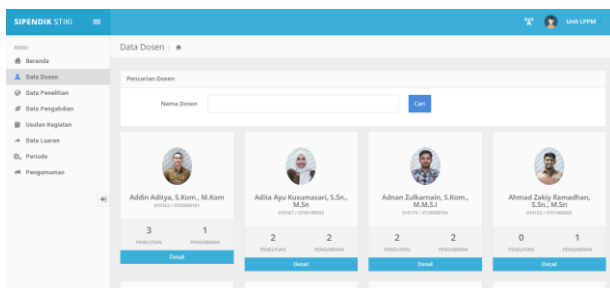 SIPENDIK STIKI
Unit LPPM
MENU
Beranda
Data Dosen
Data Penelitian
Data Pengabdian
Usulan Kegiatan
Data Luaran
Periode
Pengumuman
Data Dosen /
Pencarian Dosen
Nama Dosen
Cari
Addin Aditya, S.Kom., M.Kom
3 1
PENELITIAN PENGABDIAN
Detail
Adita Ayu Kusumasari, S.Sn.,
M.Sn
2 2
PENELITIAN PENGABDIAN
Detail
Adnan Zulkarnain, S.Kom.,
M.M.S.I
2 2
PENELITIAN PENGABDIAN
Detail
Ahmad Zakiy Ramadhan,
S.Sn., M.Sn
0 1
PENELITIAN PENGABDIAN
Detail